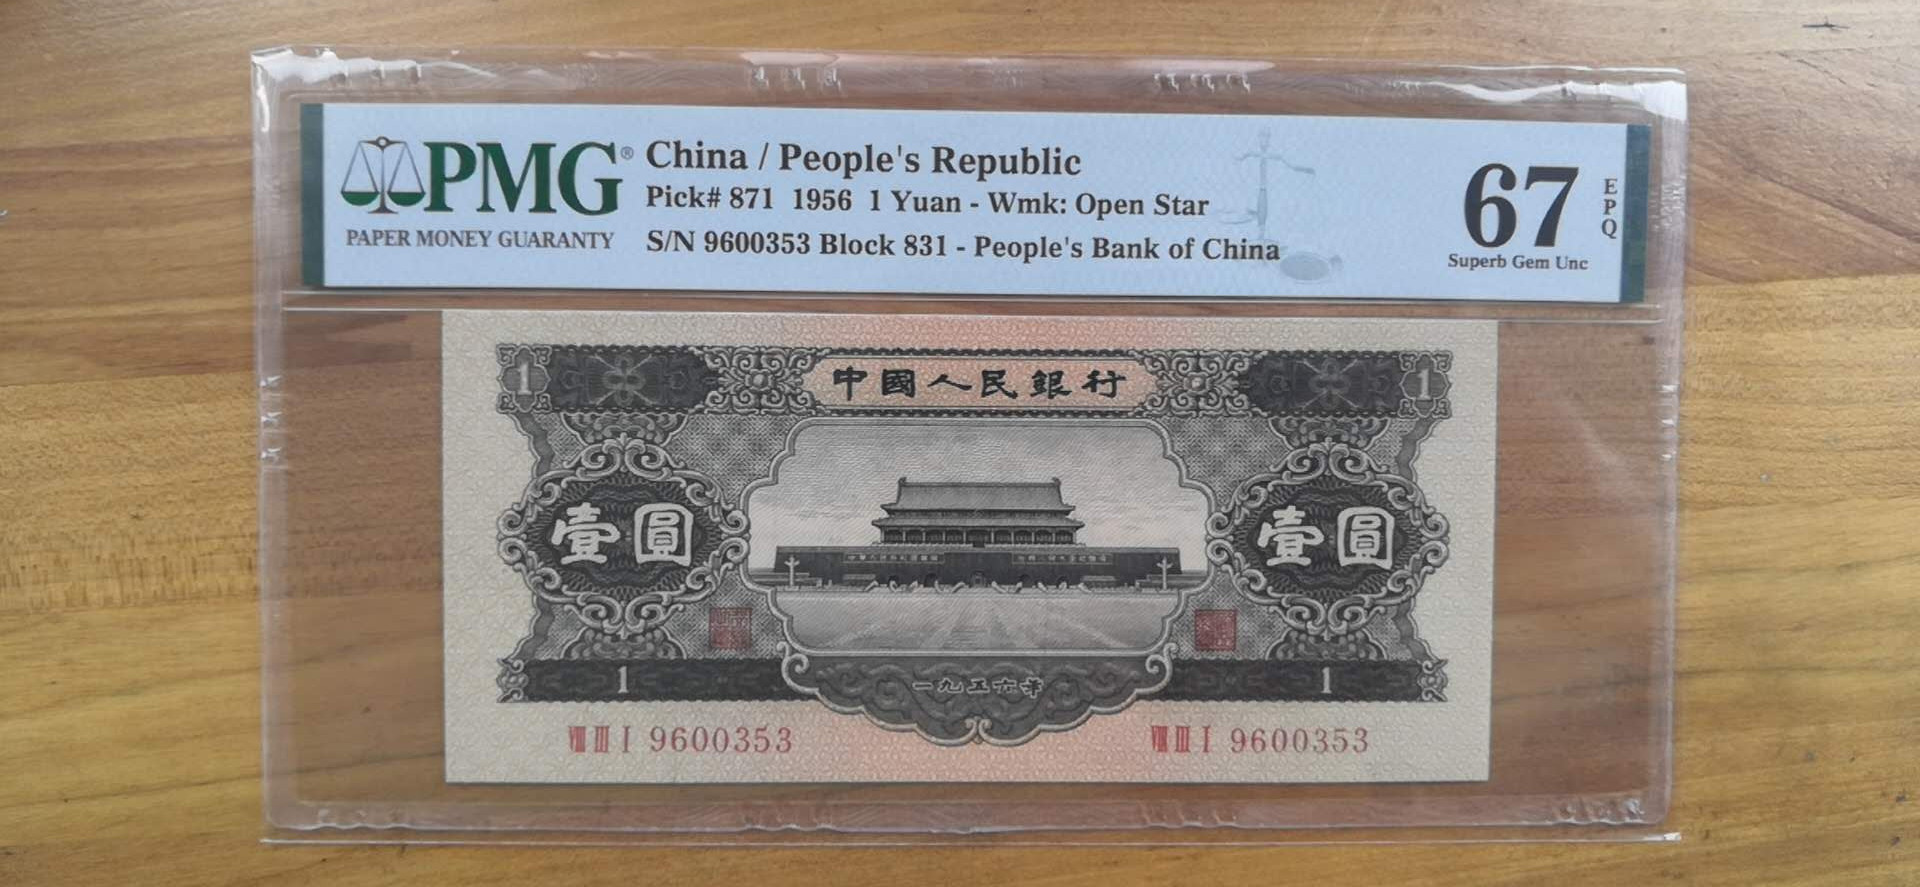 PMG®
PAPER MONEY GUARANTY
China / People's Republic
Pick# 871 1956 1 Yuan - Wmk: Open Star
S/N 9600353 Block 831 - People's Bank of China
67
EPQ
Superb Gem Unc
中國人民銀行
1 1
壹圓 壹圓
1 1
一九五六年
Ⅷ Ⅲ Ⅰ 9600353
Ⅷ Ⅲ Ⅰ 9600353